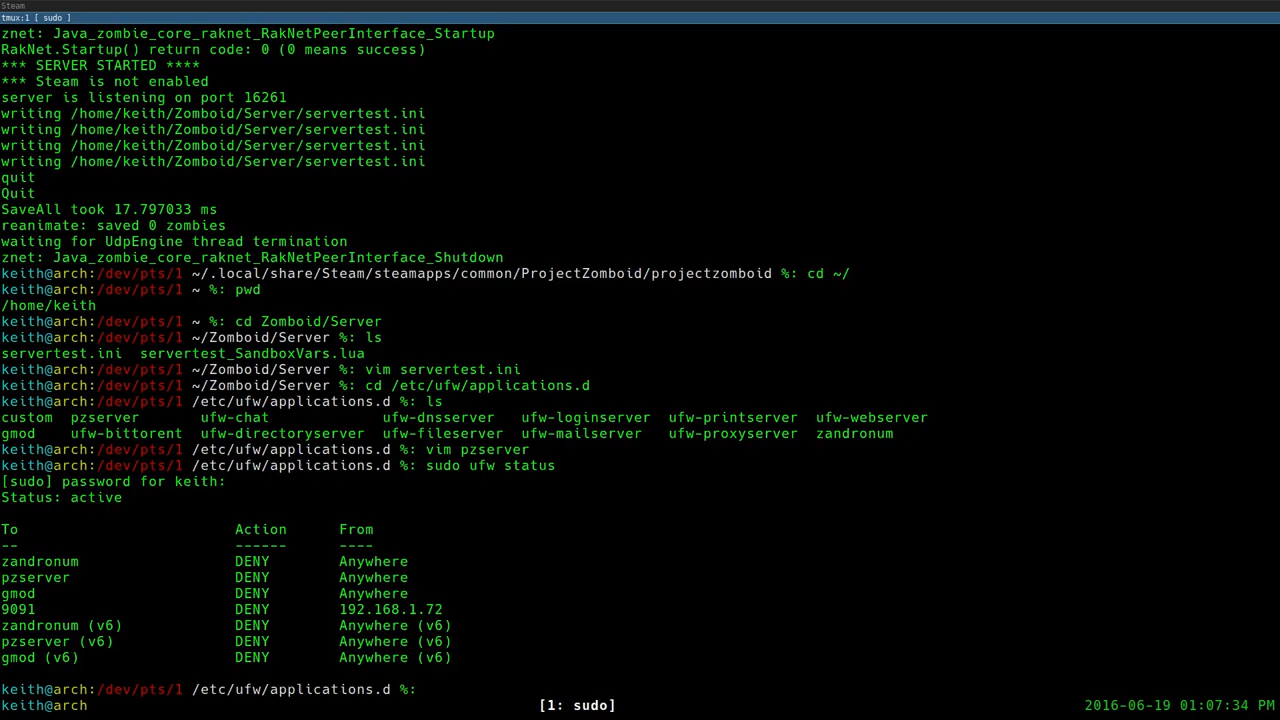 Steam
tmux:1 [ sudo ]
znet: Java_zombie_core_raknet_RakNetPeerInterface_Startup
RakNet.Startup() return code: 0 (0 means success)
*** SERVER STARTED ****
*** Steam is not enabled
server is listening on port 16261
writing /home/keith/Zomboid/Server/servertest.ini
writing /home/keith/Zomboid/Server/servertest.ini
writing /home/keith/Zomboid/Server/servertest.ini
writing /home/keith/Zomboid/Server/servertest.ini
quit
Quit
SaveAll took 17.797033 ms
reanimate: saved 0 zombies
waiting for UdpEngine thread termination
znet: Java_zombie_core_raknet_RakNetPeerInterface_Shutdown
keith@arch:/dev/pts/1 ~/.local/share/Steam/steamapps/common/ProjectZomboid/projectzomboid %: cd ~/
keith@arch:/dev/pts/1 ~ %: pwd
/home/keith
keith@arch:/dev/pts/1 ~ %: cd Zomboid/Server
keith@arch:/dev/pts/1 ~/Zomboid/Server %: ls
servertest.ini  servertest_SandboxVars.lua
keith@arch:/dev/pts/1 ~/Zomboid/Server %: vim servertest.ini
keith@arch:/dev/pts/1 ~/Zomboid/Server %: cd /etc/ufw/applications.d
keith@arch:/dev/pts/1 /etc/ufw/applications.d %: ls
custom  pzserver       ufw-chat             ufw-dnsserver   ufw-loginserver  ufw-printserver  ufw-webserver
gmod    ufw-bittorent  ufw-directoryserver  ufw-fileserver  ufw-mailserver   ufw-proxyserver  zandronum
keith@arch:/dev/pts/1 /etc/ufw/applications.d %: vim pzserver
keith@arch:/dev/pts/1 /etc/ufw/applications.d %: sudo ufw status
[sudo] password for keith:
Status: active
To                         Action      From
--                         ------      ----
zandronum                  DENY        Anywhere
pzserver                   DENY        Anywhere
gmod                       DENY        Anywhere
9091                       DENY        192.168.1.72
zandronum (v6)             DENY        Anywhere (v6)
pzserver (v6)              DENY        Anywhere (v6)
gmod (v6)                  DENY        Anywhere (v6)
keith@arch:/dev/pts/1 /etc/ufw/applications.d %:
keith@arch [1: sudo] 2016-06-19 01:07:34 PM